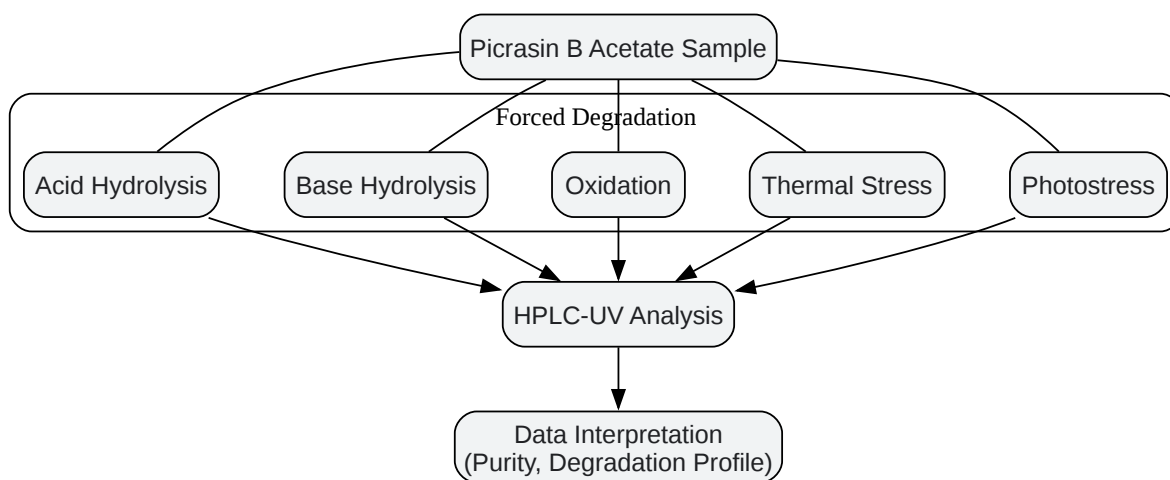 Picrasin B Acetate Sample
Forced Degradation
Acid Hydrolysis
Base Hydrolysis
Oxidation
Thermal Stress
Photostress
HPLC-UV Analysis
Data Interpretation
(Purity, Degradation Profile)